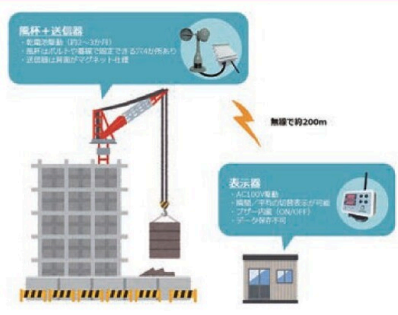 風杯+送信器
・乾電池駆動（約2～3か月）
・風杯はボルトや番線で固定できる穴4か所あり
・送信器は背面がマグネット仕様
無線で約200m
表示器
・AC100V駆動
・瞬間／平均の切替表示が可能
・ブザー内蔵（ON/OFF）
・データ保存不可